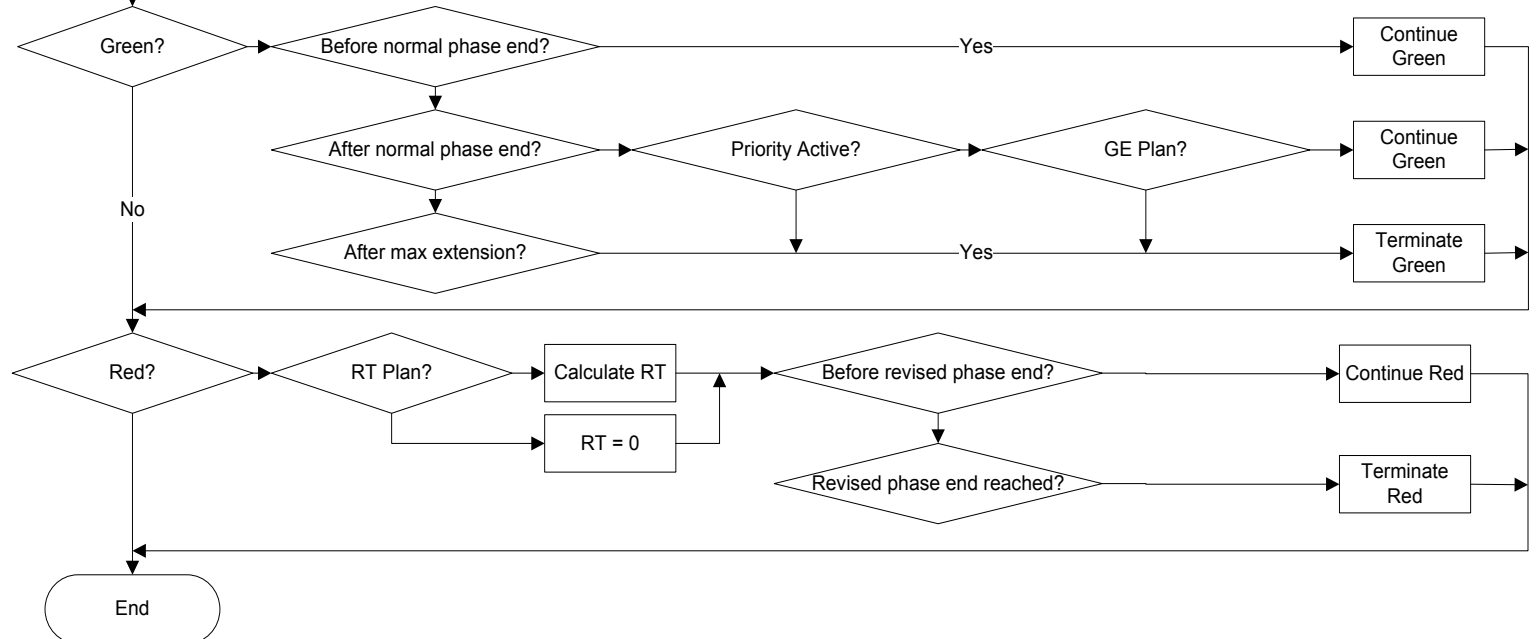 Green?
Before normal phase end?
Yes
Continue
Green
After normal phase end?
Priority Active?
GE Plan?
Continue
Green
No
After max extension?
Yes
Terminate
Green
Red?
RT Plan?
Calculate RT
Before revised phase end?
Continue Red
RT = 0
Revised phase end reached?
Terminate
Red
End